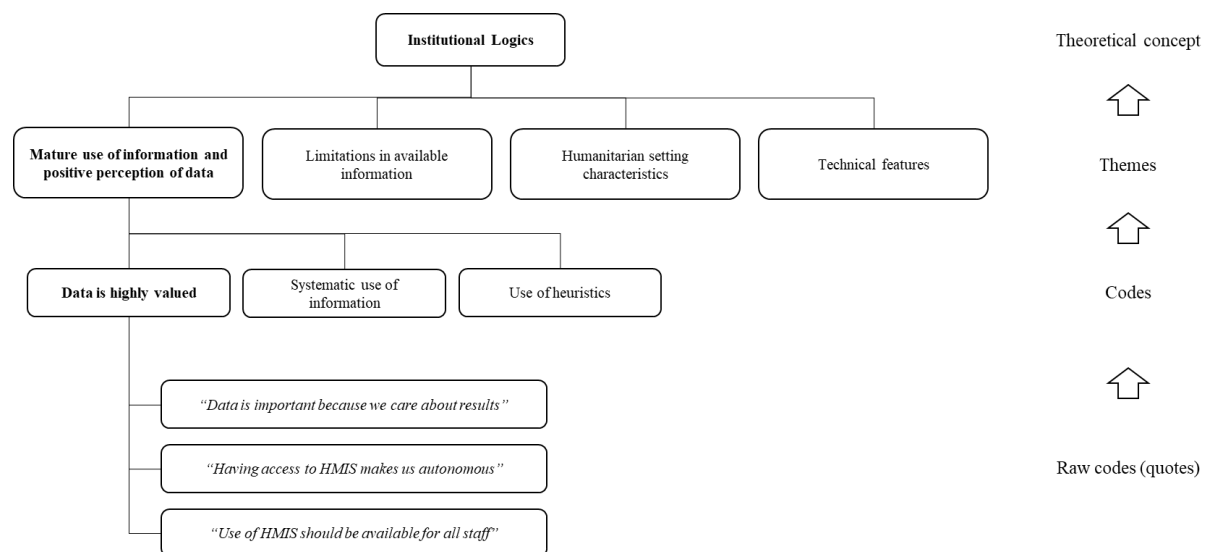 Institutional Logics
Theoretical concept
Mature use of information and
positive perception of data
Limitations in available
information
Humanitarian setting
characteristics
Technical features
Themes
Data is highly valued
Systematic use of
information
Use of heuristics
Codes
“Data is important because we care about results”
“Having access to HMIS makes us autonomous”
Raw codes (quotes)
“Use of HMIS should be available for all staff”